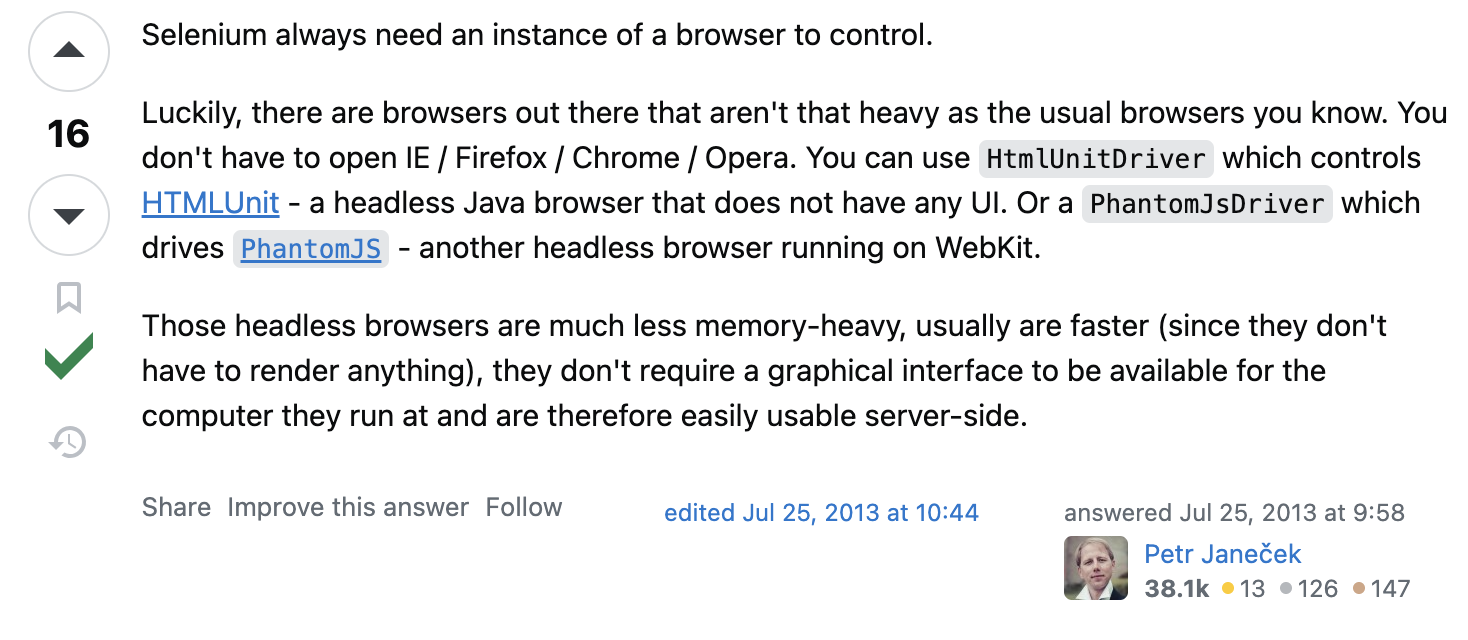 Selenium always need an instance of a browser to control.
16
Luckily, there are browsers out there that aren't that heavy as the usual browsers you know. You
don't have to open IE / Firefox / Chrome / Opera. You can use HtmlUnitDriver which controls
HTMLUnit - a headless Java browser that does not have any UI. Or a PhantomJsDriver which
drives PhantomJS - another headless browser running on WebKit.
Those headless browsers are much less memory-heavy, usually are faster (since they don't
have to render anything), they don't require a graphical interface to be available for the
computer they run at and are therefore easily usable server-side.
Share Improve this answer Follow
edited Jul 25, 2013 at 10:44
answered Jul 25, 2013 at 9:58
Petr Janeček
38.1k 13 126 147